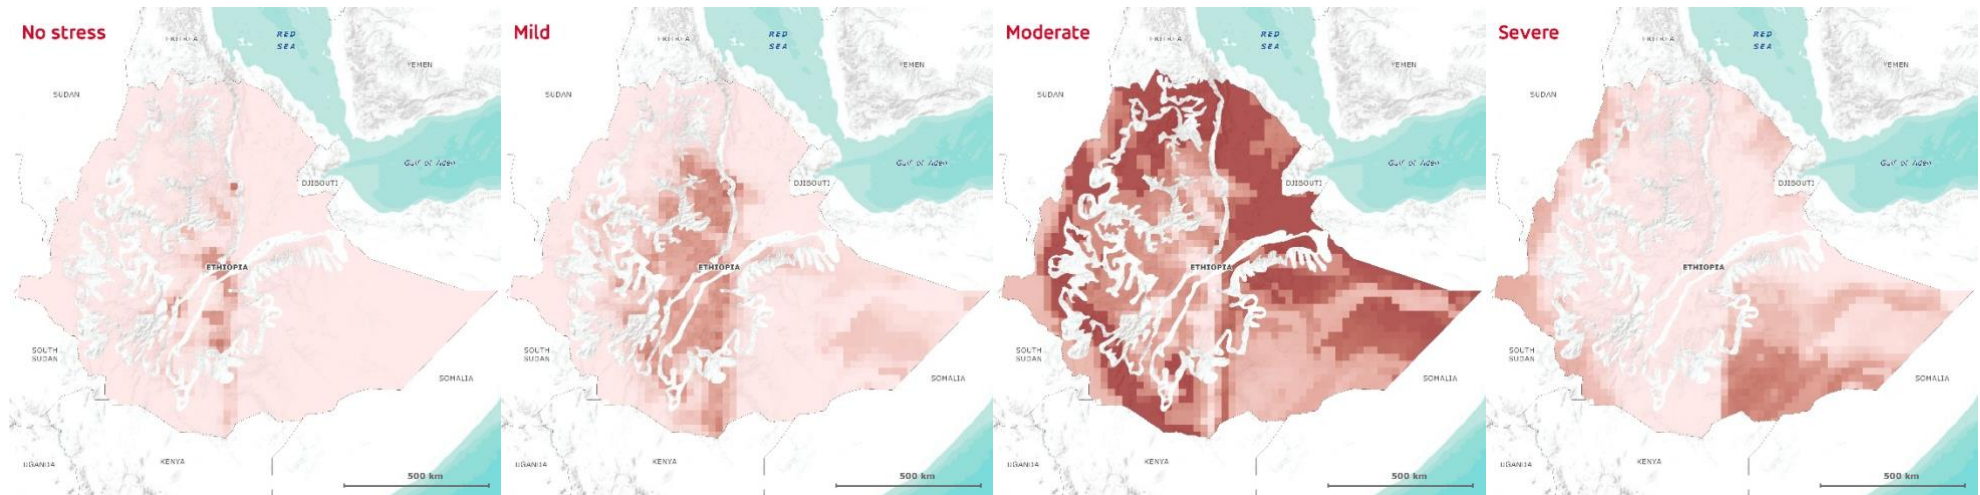 No stress
RED
SEA
YEMEN
SUDAN
Gulf of Aden
DJIBOUTI
ETHIOPIA
SOUTH
SUDAN
SOMALIA
UGANDA
KENYA
500 km
Mild
ERITREA
RED
SEA
YEMEN
SUDAN
Gulf of Aden
DJIBOUTI
ETHIOPIA
SOUTH
SUDAN
SOMALIA
UGANDA
KENYA
500 km
Moderate
ERITREA
RED
SEA
YEMEN
SUDAN
Gulf of Aden
DJIBOUTI
ETHIOPIA
SOUTH
SUDAN
SOMALIA
UGANDA
KENYA
500 km
Severe
ERITREA
RED
SEA
YEMEN
SUDAN
Gulf of Aden
DJIBOUTI
ETHIOPIA
SOUTH
SUDAN
SOMALIA
UGANDA
KENYA
500 km